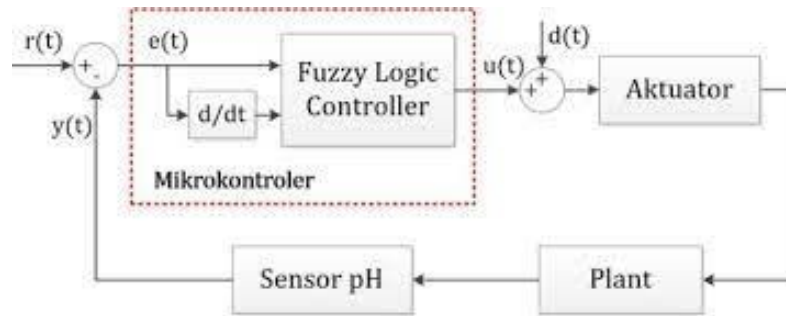 r(t)
+
-
e(t)
d/dt
Fuzzy Logic
Controller
Mikrokontroler
u(t)
d(t)
+
+
Aktuator
y(t)
Sensor pH
Plant